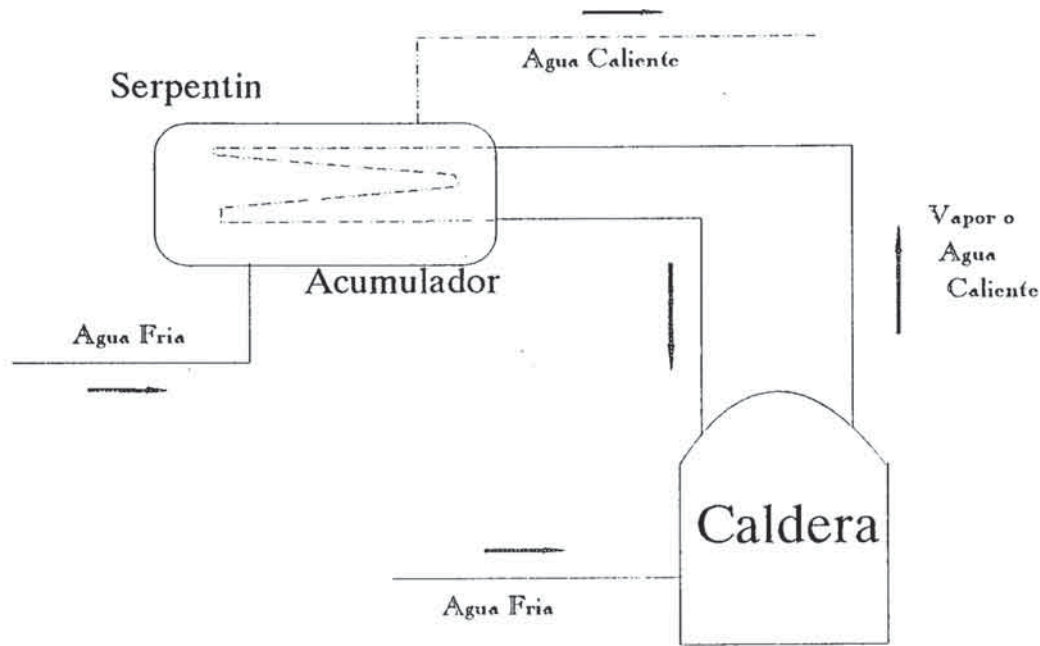 Agua Caliente
Serpentin
Vapor o
Agua
Caliente
Acumulador
Agua Fria
Caldera
Agua Fria